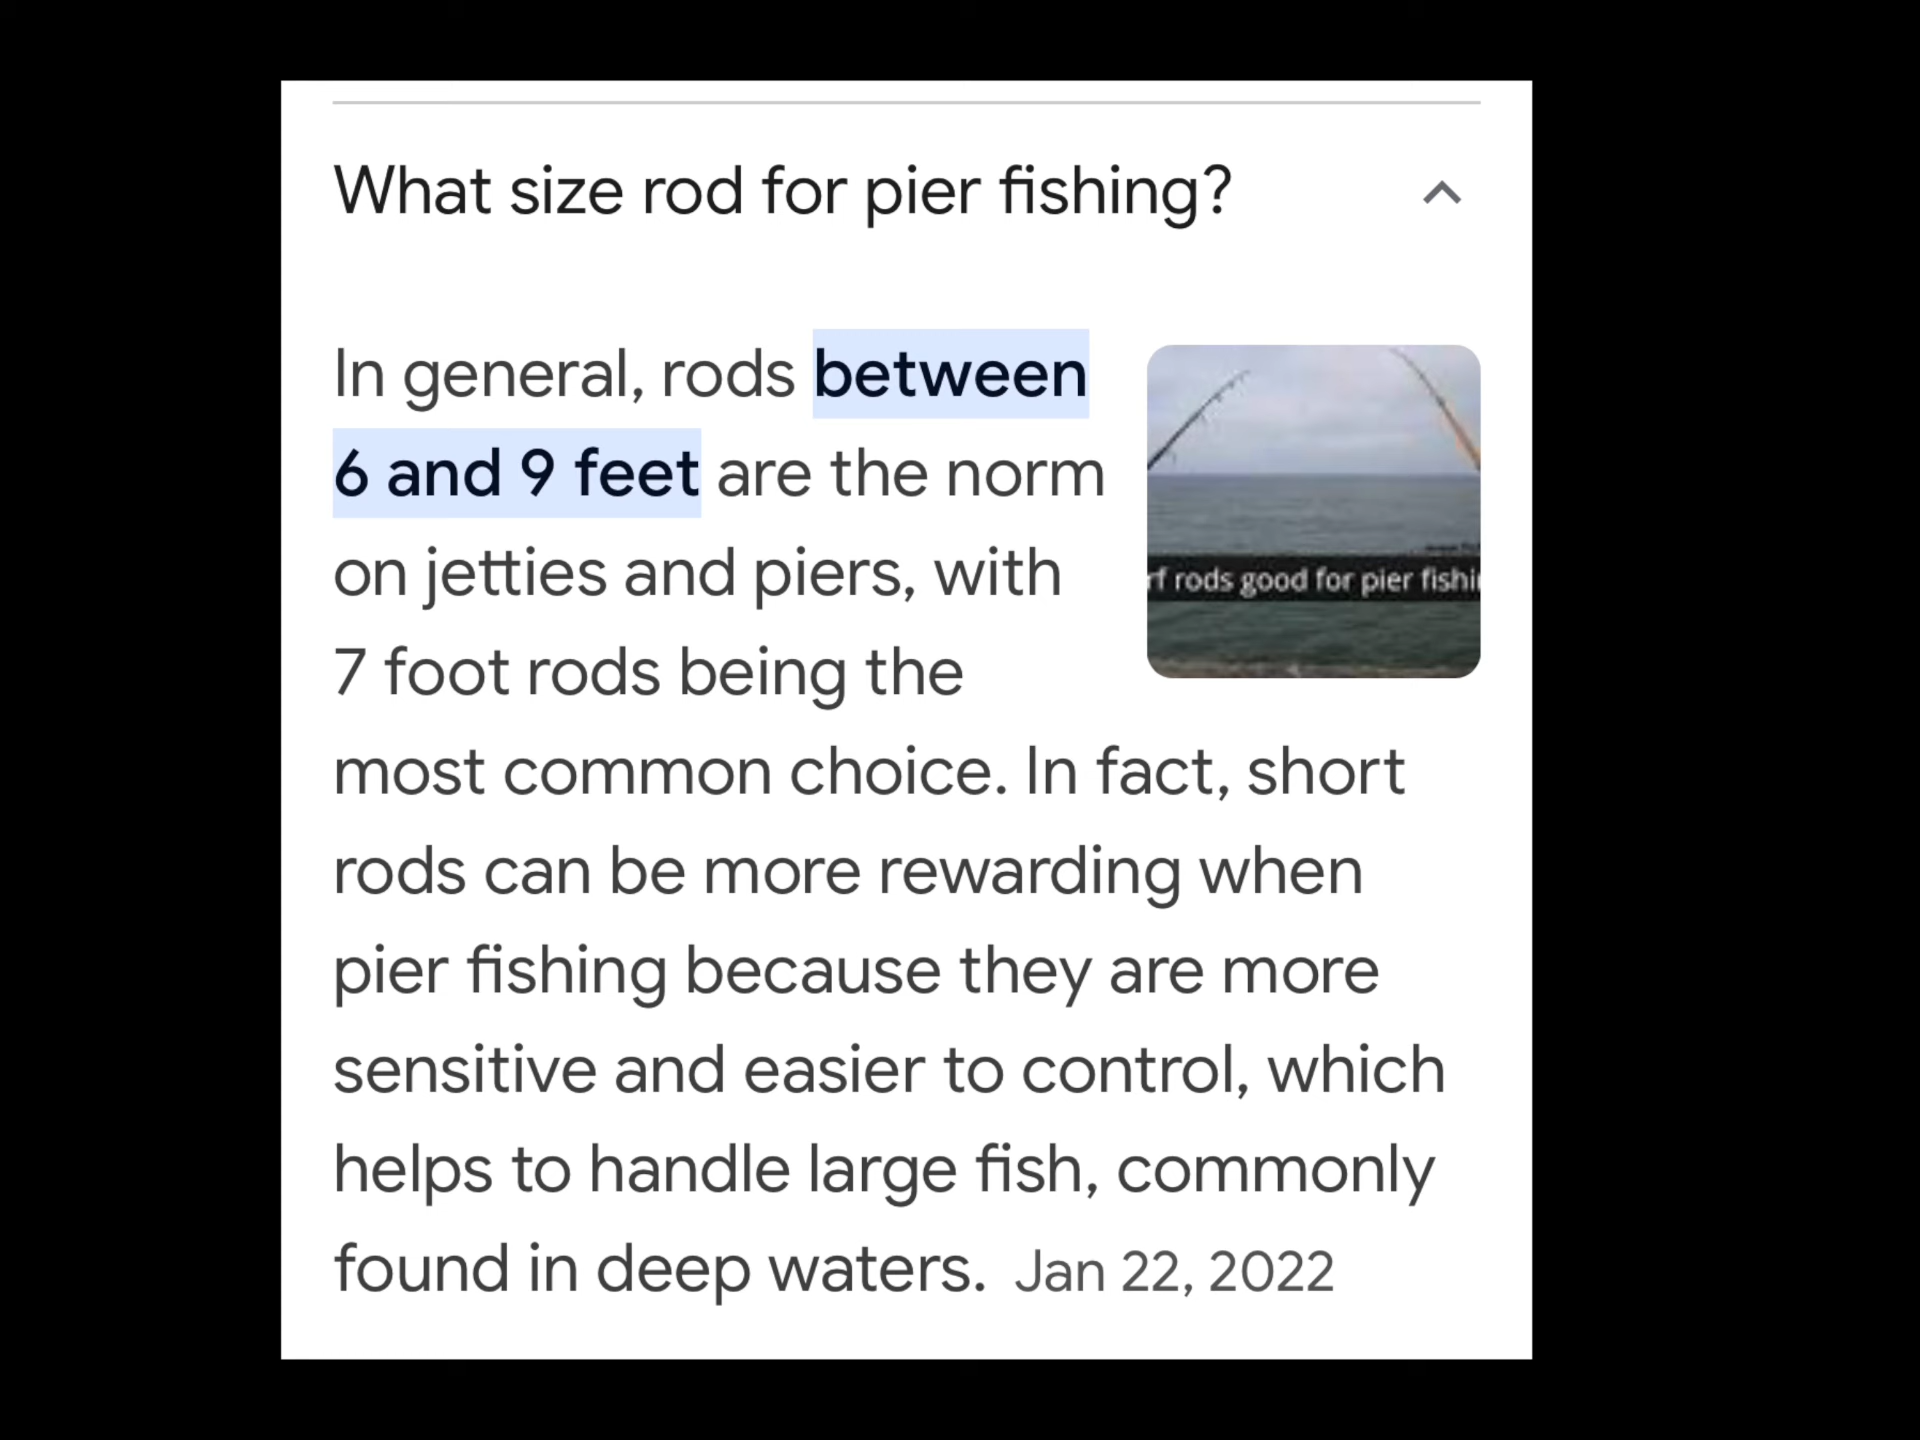 What size rod for pier fishing?
In general, rods between
6 and 9 feet are the norm
on jetties and piers, with
7 foot rods being the
most common choice. In fact, short
rods can be more rewarding when
pier fishing because they are more
sensitive and easier to control, which
helps to handle large fish, commonly
found in deep waters. Jan 22, 2022
rf rods good for pier fishi